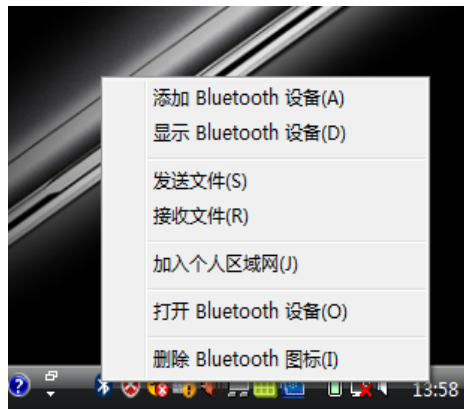 添加 Bluetooth 设备(A)
显示 Bluetooth 设备(D)
发送文件(S)
接收文件(R)
加入个人区域网(J)
打开 Bluetooth 设备(O)
删除 Bluetooth 图标(I)
13:58